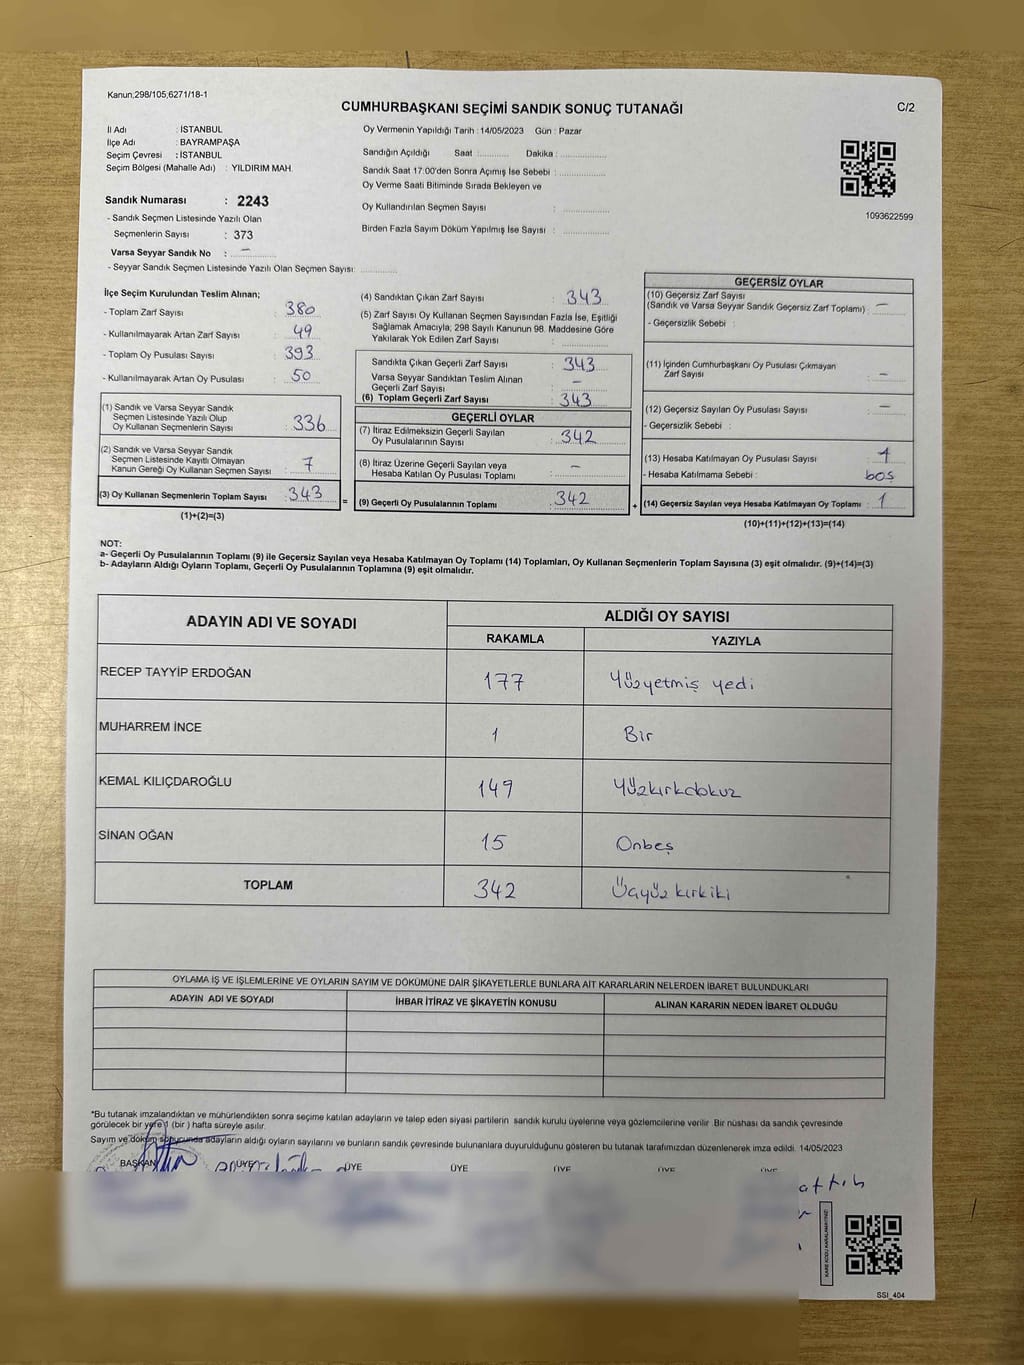 Kanun,298/105,6271/18-1
CUMHURBAŞKANI SEÇİMİ SANDIK SONUÇ TUTANAĞI
C/2
İl Adı : İSTANBUL
İlçe Adı : BAYRAMPAŞA
Seçim Çevresi : İSTANBUL
Seçim Bölgesi (Mahalle Adı) : YILDIRIM MAH.
Oy Vermenin Yapıldığı Tarih : 14/05/2023 Gün : Pazar
Sandığın Açıldığı Saat :........... Dakika :................
Sandık Saat 17:00'den Sonra Açımış İse Sebebi : ................
Oy Verme Saati Bitiminde Sırada Bekleyen ve
Oy Kullandırılan Seçmen Sayısı : ................
Birden Fazla Sayım Döküm Yapılmış İse Sayısı : ................
1093622599
Sandık Numarası : 2243
- Sandık Seçmen Listesinde Yazılı Olan
Seçmenlerin Sayısı : 373
Varsa Seyyar Sandık No : –
- Seyyar Sandık Seçmen Listesinde Yazılı Olan Seçmen Sayısı: ............
İlçe Seçim Kurulundan Teslim Alınan;
- Toplam Zarf Sayısı : 380
- Kullanılmayarak Artan Zarf Sayısı : 49
- Toplam Oy Pusulası Sayısı : 393
- Kullanılmayarak Artan Oy Pusulası : 50
(1) Sandık ve Varsa Seyyar Sandık
Seçmen Listesinde Yazılı Olup
Oy Kullanan Seçmenlerin Sayısı : 336
(2) Sandık ve Varsa Seyyar Sandık
Seçmen Listesinde Kayıtlı Olmayan
Kanun Gereği Oy Kullanan Seçmen Sayısı : 7
(3) Oy Kullanan Seçmenlerin Toplam Sayısı : 343 =
(1)+(2)=(3)
(4) Sandıktan Çıkan Zarf Sayısı : 343
(5) Zarf Sayısı Oy Kullanan Seçmen Sayısından Fazla İse, Eşitliği
Sağlamak Amacıyla; 298 Sayılı Kanunun 98. Maddesine Göre
Yakılarak Yok Edilen Zarf Sayısı : ............
Sandıkta Çıkan Geçerli Zarf Sayısı : 343
Varsa Seyyar Sandıktan Teslim Alınan
Geçerli Zarf Sayısı : –
(6) Toplam Geçerli Zarf Sayısı : 343
GEÇERLİ OYLAR
(7) İtiraz Edilmeksizin Geçerli Sayılan
Oy Pusulalarının Sayısı : 342
(8) İtiraz Üzerine Geçerli Sayılan veya
Hesaba Katılan Oy Pusulası Toplamı : –
(9) Geçerli Oy Pusulalarının Toplamı : 342 +
GEÇERSİZ OYLAR
(10) Geçersiz Zarf Sayısı
(Sandık ve Varsa Seyyar Sandık Geçersiz Zarf Toplamı) : –
- Geçersizlik Sebebi :
(11) İçinden Cumhurbaşkanı Oy Pusulası Çıkmayan
Zarf Sayısı : –
(12) Geçersiz Sayılan Oy Pusulası Sayısı : –
- Geçersizlik Sebebi :
(13) Hesaba Katılmayan Oy Pusulası Sayısı : 1
- Hesaba Katılmama Sebebi : boş
(14) Geçersiz Sayılan veya Hesaba Katılmayan Oy Toplamı : 1
(10)+(11)+(12)+(13)=(14)
NOT:
a- Geçerli Oy Pusulalarının Toplamı (9) ile Geçersiz Sayılan veya Hesaba Katılmayan Oy Toplamı (14) Toplamları, Oy Kullanan Seçmenlerin Toplam Sayısına (3) eşit olmalıdır. (9)+(14)=(3)
b- Adayların Aldığı Oyların Toplamı, Geçerli Oy Pusulalarının Toplamına (9) eşit olmalıdır.
ADAYIN ADI VE SOYADI ALDIĞI OY SAYISI
RAKAMLA YAZIYLA
RECEP TAYYİP ERDOĞAN 177 Yüzyetmiş yedi
MUHARREM İNCE 1 Bir
KEMAL KILIÇDAROĞLU 149 Yüzkırkdokuz
SİNAN OĞAN 15 Onbeş
TOPLAM 342 Üçyüz kırkiki
OYLAMA İŞ VE İŞLEMLERİNE VE OYLARIN SAYIM VE DÖKÜMÜNE DAİR ŞİKAYETLERLE BUNLARA AİT KARARLARIN NELERDEN İBARET BULUNDUKLARI
ADAYIN ADI VE SOYADI İHBAR İTİRAZ VE ŞİKAYETİN KONUSU ALINAN KARARIN NEDEN İBARET OLDUĞU
*Bu tutanak imzalandıktan ve mühürlendikten sonra seçime katılan adayların ve talep eden siyasi partilerin sandık kurulu üyelerine veya gözlemcilerine verilir. Bir nüshası da sandık çevresinde
görülecek bir yere 1 (bir ) hafta süreyle asılır.
Sayım ve döküm sonucunda adayların aldığı oyların sayılarını ve bunların sandık çevresinde bulunanlara duyurulduğunu gösteren bu tutanak tarafımızdan düzenlenerek imza edildi. 14/05/2023
BAŞKAN ÜYE ÜYE ÜYE ÜYE ÜYE ÜYE
SSI_404